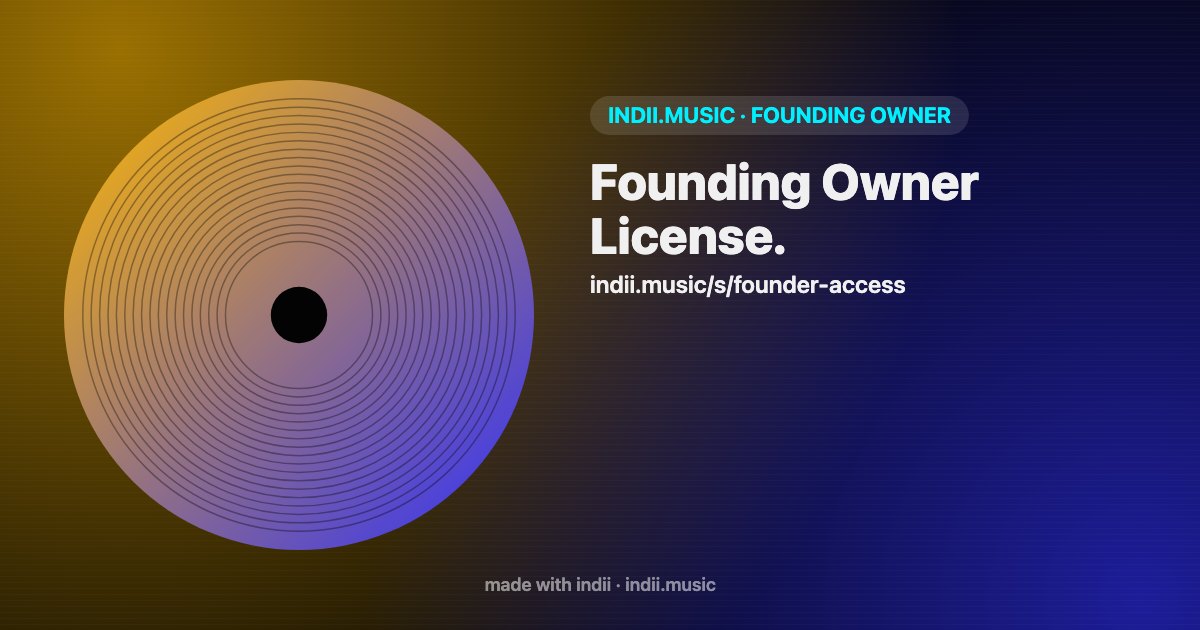 INDII.MUSIC · FOUNDING OWNER
Founding Owner
License.
indii.music/s/founder-access
made with indii · indii.music